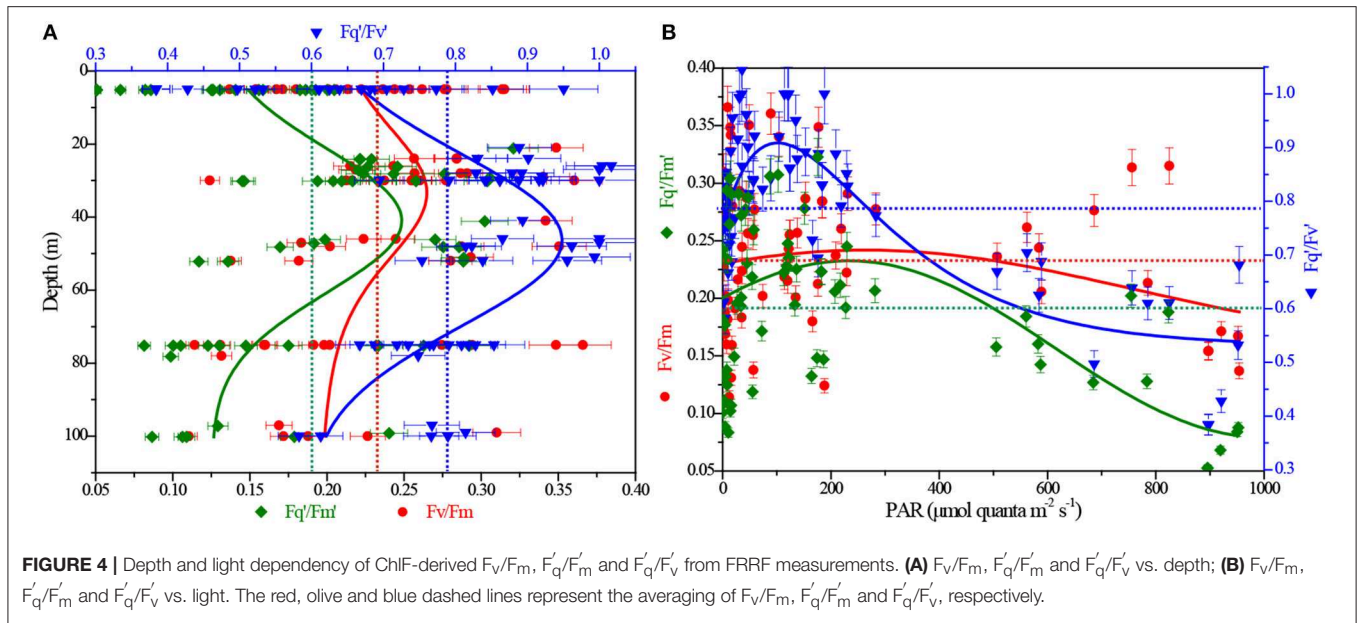 A
Fq'/Fv'
0.3 0.4 0.5 0.6 0.7 0.8 0.9 1.0
0
20
40
60
80
100
Depth (m)
0.05 0.10 0.15 0.20 0.25 0.30 0.35 0.40
Fq'/Fm' Fv/Fm
B
0.40
0.35
0.30
0.25
0.20
0.15
0.10
0.05
Fv/Fm Fq'/Fm'
1.0
0.9
0.8
0.7
0.6
0.5
0.4
0.3
Fq'/Fv'
0 200 400 600 800 1000
PAR (μmol quanta m⁻² s⁻¹)
FIGURE 4 | Depth and light dependency of ChlF-derived Fv/Fm, F′q/F′m and F′q/F′v from FRRF measurements. (A) Fv/Fm, F′q/F′m and F′q/F′v vs. depth; (B) Fv/Fm,
F′q/F′m and F′q/F′v vs. light. The red, olive and blue dashed lines represent the averaging of Fv/Fm, F′q/F′m and F′q/F′v, respectively.